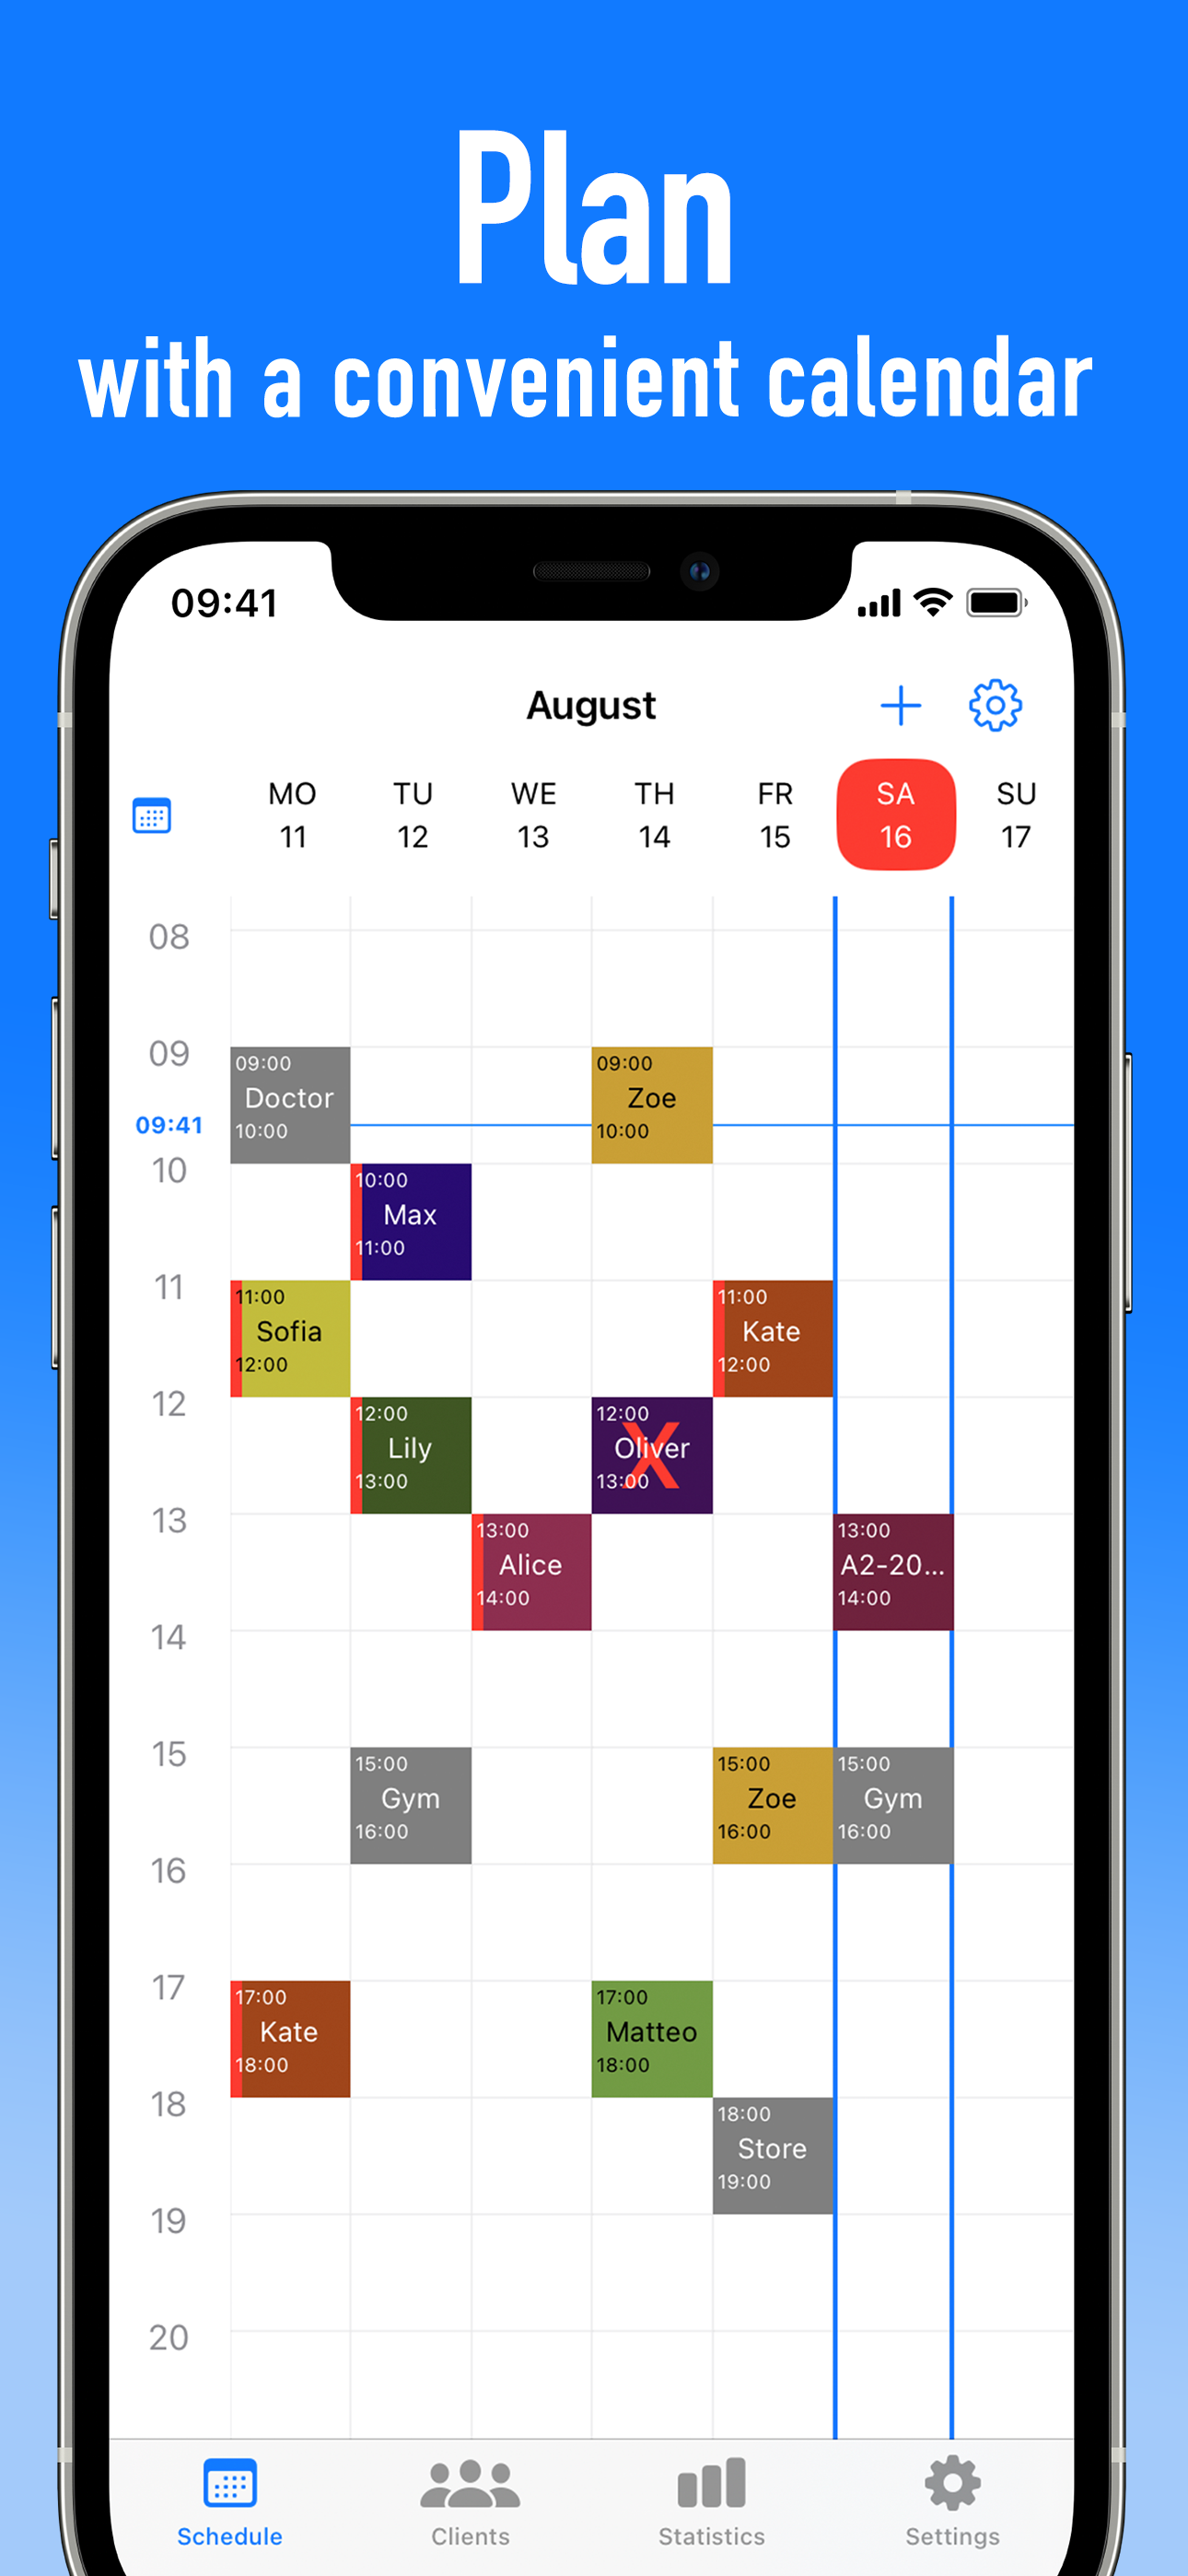 Plan
with a convenient calendar
09:41
August
MO TU WE TH FR SA SU
11 12 13 14 15 16 17
08
09
09:00 09:00
Doctor Zoe
09:41
10:00 10:00
10
10:00
Max
11:00
11
11:00 11:00
Sofia Kate
12:00 12:00
12
12:00 12:00
Lily Oliver
X
13:00 13:00
13
13:00 13:00
Alice A2-20...
14:00 14:00
14
15
15:00 15:00 15:00
Gym Zoe Gym
16:00 16:00 16:00
16
17
17:00 17:00
Kate Matteo
18:00 18:00
18
18:00
Store
19:00
19
20
Schedule Clients Statistics Settings